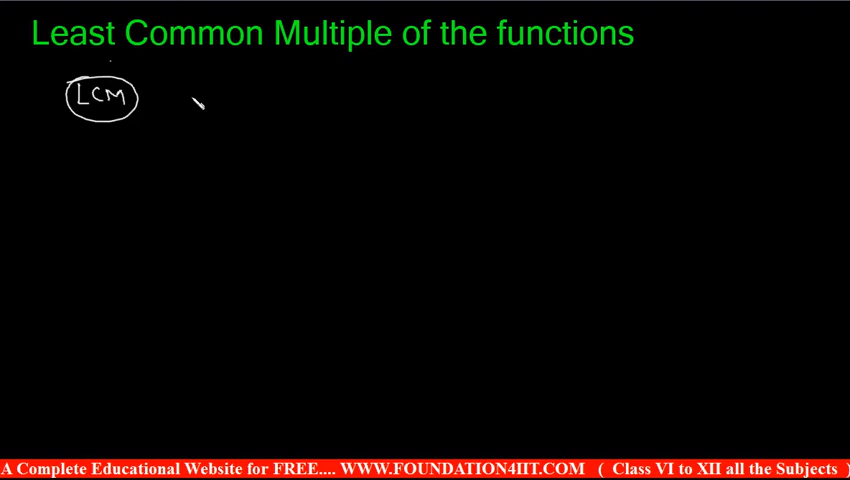 Least Common Multiple of the functions
LCM
A Complete Educational Website for FREE.... WWW.FOUNDATION4IIT.COM ( Class VI to XII all the Subjects )